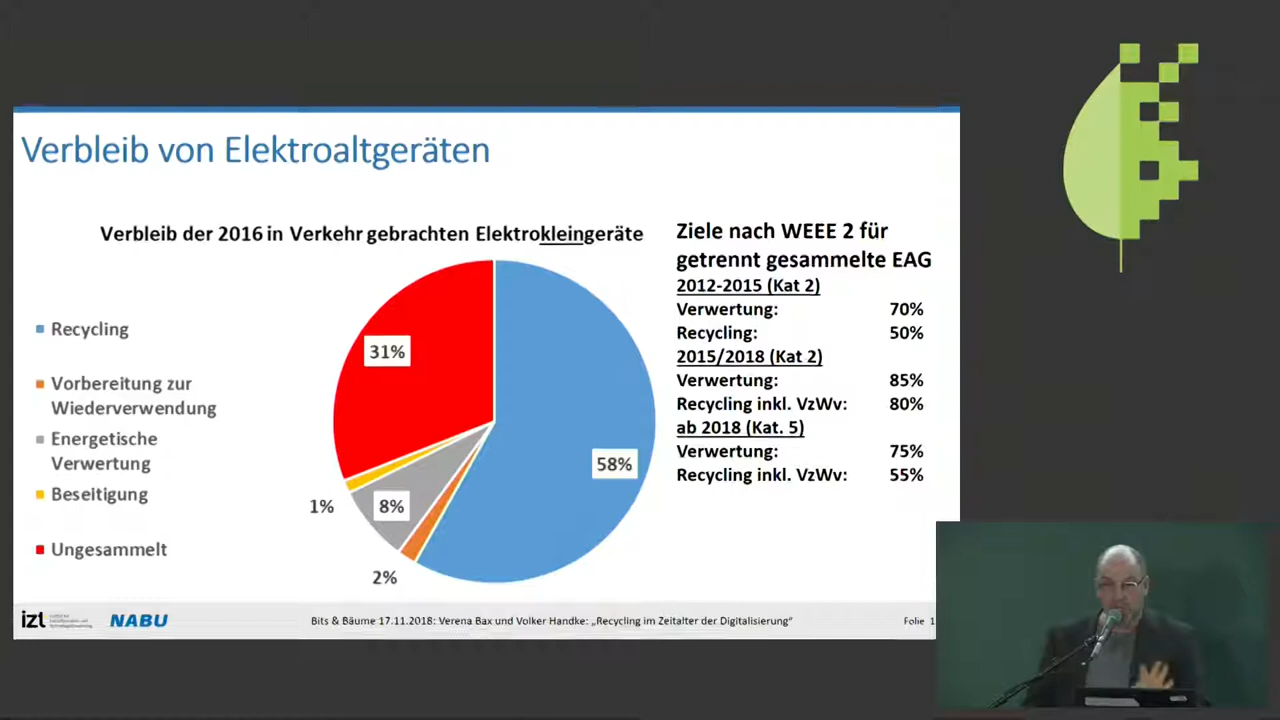 Verbleib von Elektroaltgeräten
Verbleib der 2016 in Verkehr gebrachten Elektrokleingeräte
Recycling
Vorbereitung zur
Wiederverwendung
Energetische
Verwertung
Beseitigung
Ungesammelt
31%
58%
1%
8%
2%
Ziele nach WEEE 2 für
getrennt gesammelte EAG
2012-2015 (Kat 2)
Verwertung: 70%
Recycling: 50%
2015/2018 (Kat 2)
Verwertung: 85%
Recycling inkl. VzWv: 80%
ab 2018 (Kat. 5)
Verwertung: 75%
Recycling inkl. VzWv: 55%
izt
NABU
Bits & Bäume 17.11.2018: Verena Bax und Volker Handke: „Recycling im Zeitalter der Digitalisierung“
Folie